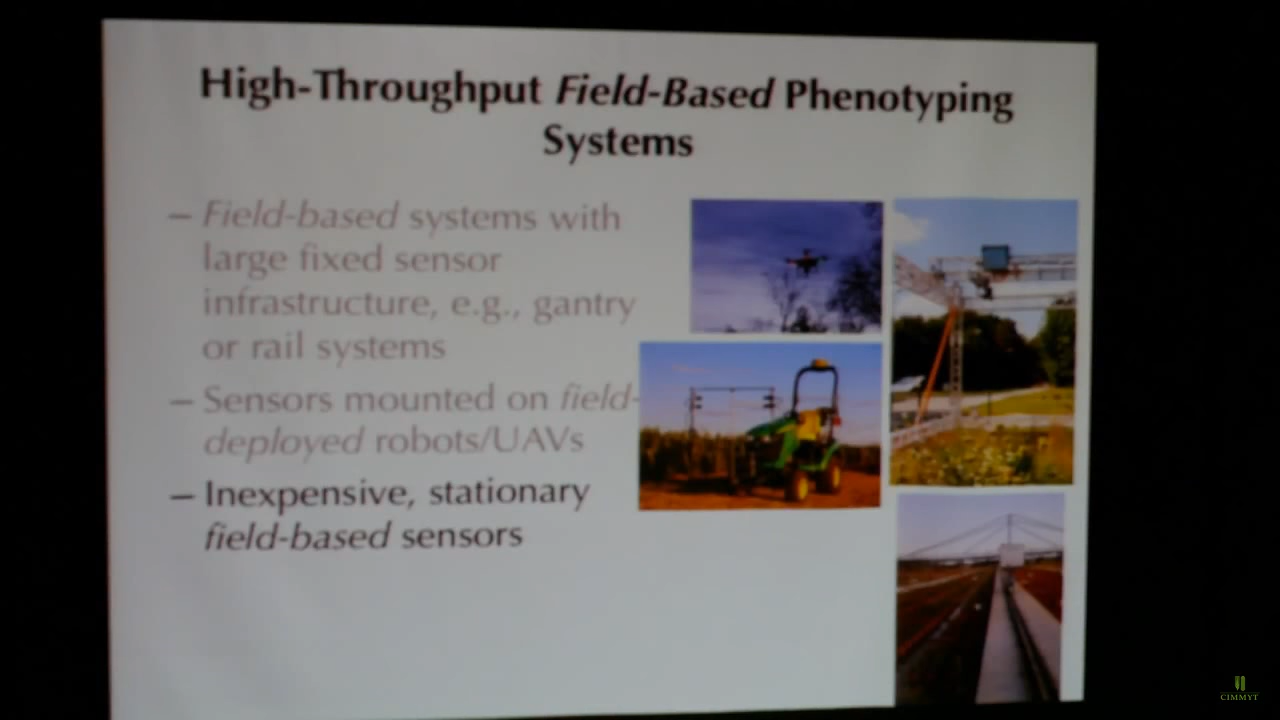 High-Throughput Field-Based Phenotyping
Systems
– Field-based systems with
large fixed sensor
infrastructure, e.g., gantry
or rail systems
– Sensors mounted on field-
deployed robots/UAVs
– Inexpensive, stationary
field-based sensors
CIMMYT